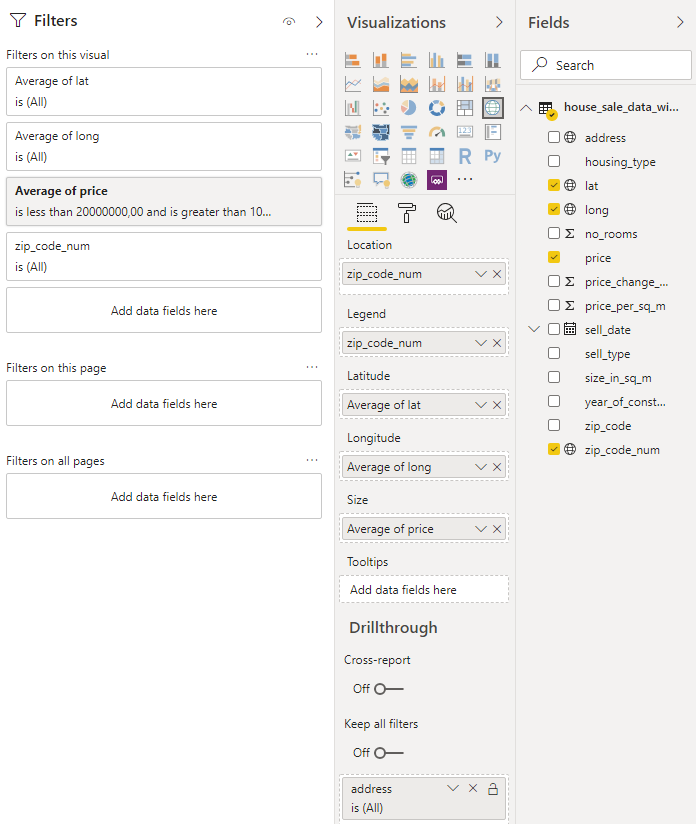 Filters
Filters on this visual
...
Average of lat
is (All)
Average of long
is (All)
Average of price
is less than 20000000,00 and is greater than 10...
zip_code_num
is (All)
Add data fields here
Filters on this page
...
Add data fields here
Filters on all pages
...
Add data fields here
Visualizations
123
R
Py
...
Location
zip_code_num
Legend
zip_code_num
Latitude
Average of lat
Longitude
Average of long
Size
Average of price
Tooltips
Add data fields here
Drillthrough
Cross-report
Off
Keep all filters
Off
address
is (All)
Fields
Search
house_sale_data_wi...
address
housing_type
lat
long
Σ no_rooms
price
Σ price_change_...
Σ price_per_sq_m
sell_date
sell_type
size_in_sq_m
year_of_const...
zip_code
zip_code_num